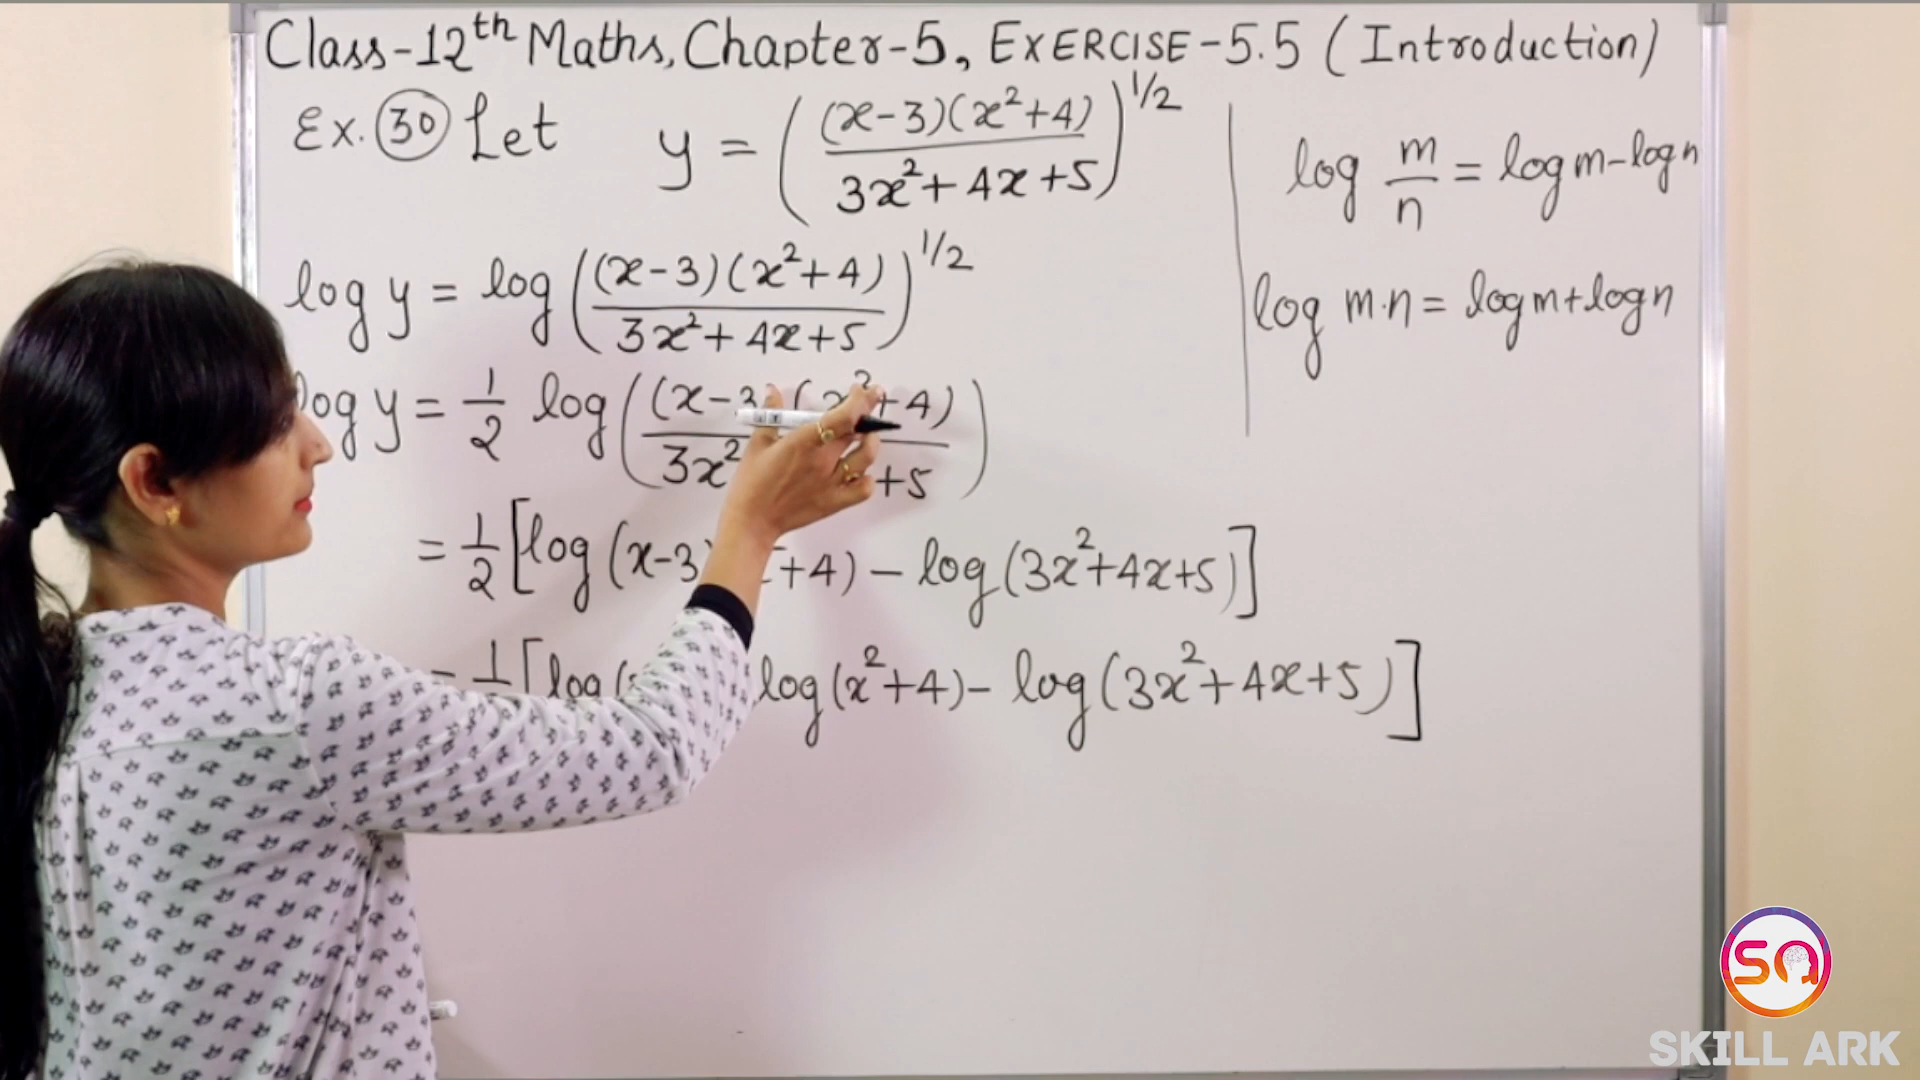 Class-12th Maths, Chapter-5, EXERCISE-5.5 (Introduction)
Ex. 30 Let y = ((x-3)(x²+4) / 3x²+4x+5)^1/2
log m/n = log m - log n
log y = log ((x-3)(x²+4) / 3x²+4x+5)^1/2
log m·n = log m + log n
log y = 1/2 log ((x-3) (x²+4) / 3x² +5)
= 1/2 [log (x-3) +4) - log (3x²+4x+5)]
= 1 [log ( log (x²+4) - log (3x²+4x+5)]
SA
SKILL ARK